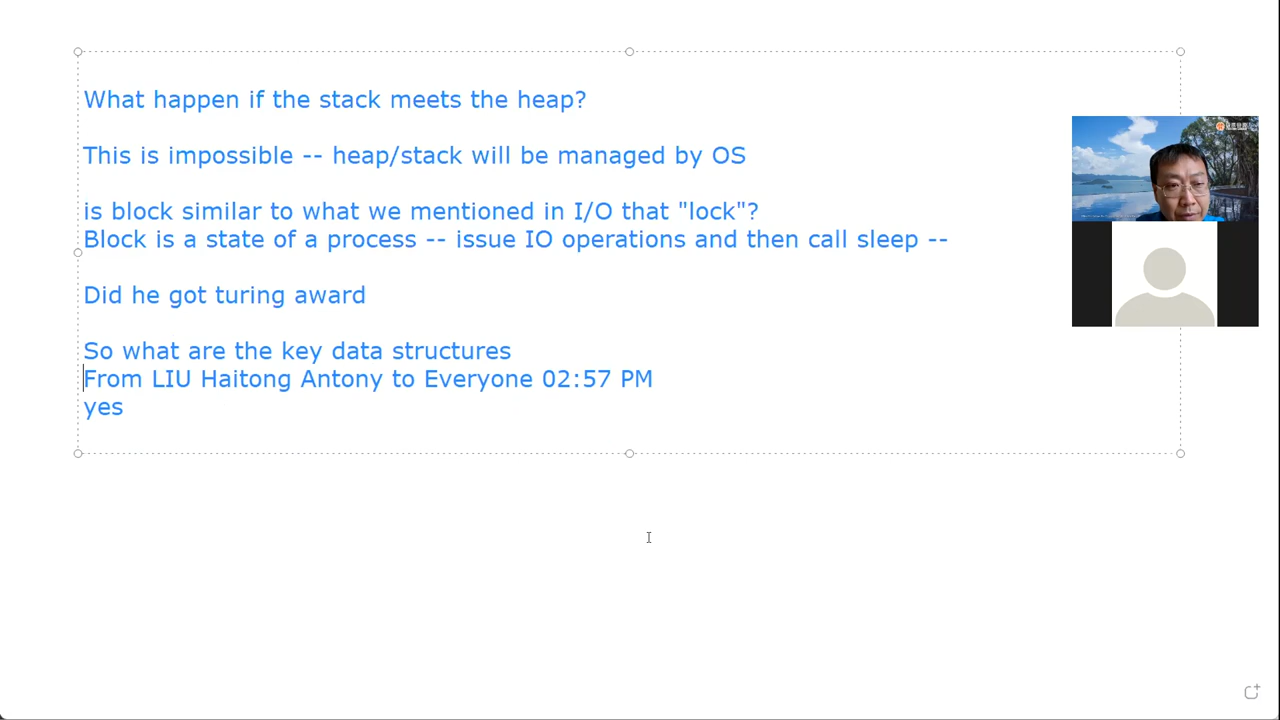 What happen if the stack meets the heap?
This is impossible -- heap/stack will be managed by OS
is block similar to what we mentioned in I/O that "lock"?
Block is a state of a process -- issue IO operations and then call sleep --
Did he got turing award
So what are the key data structures
From LIU Haitong Antony to Everyone 02:57 PM
yes